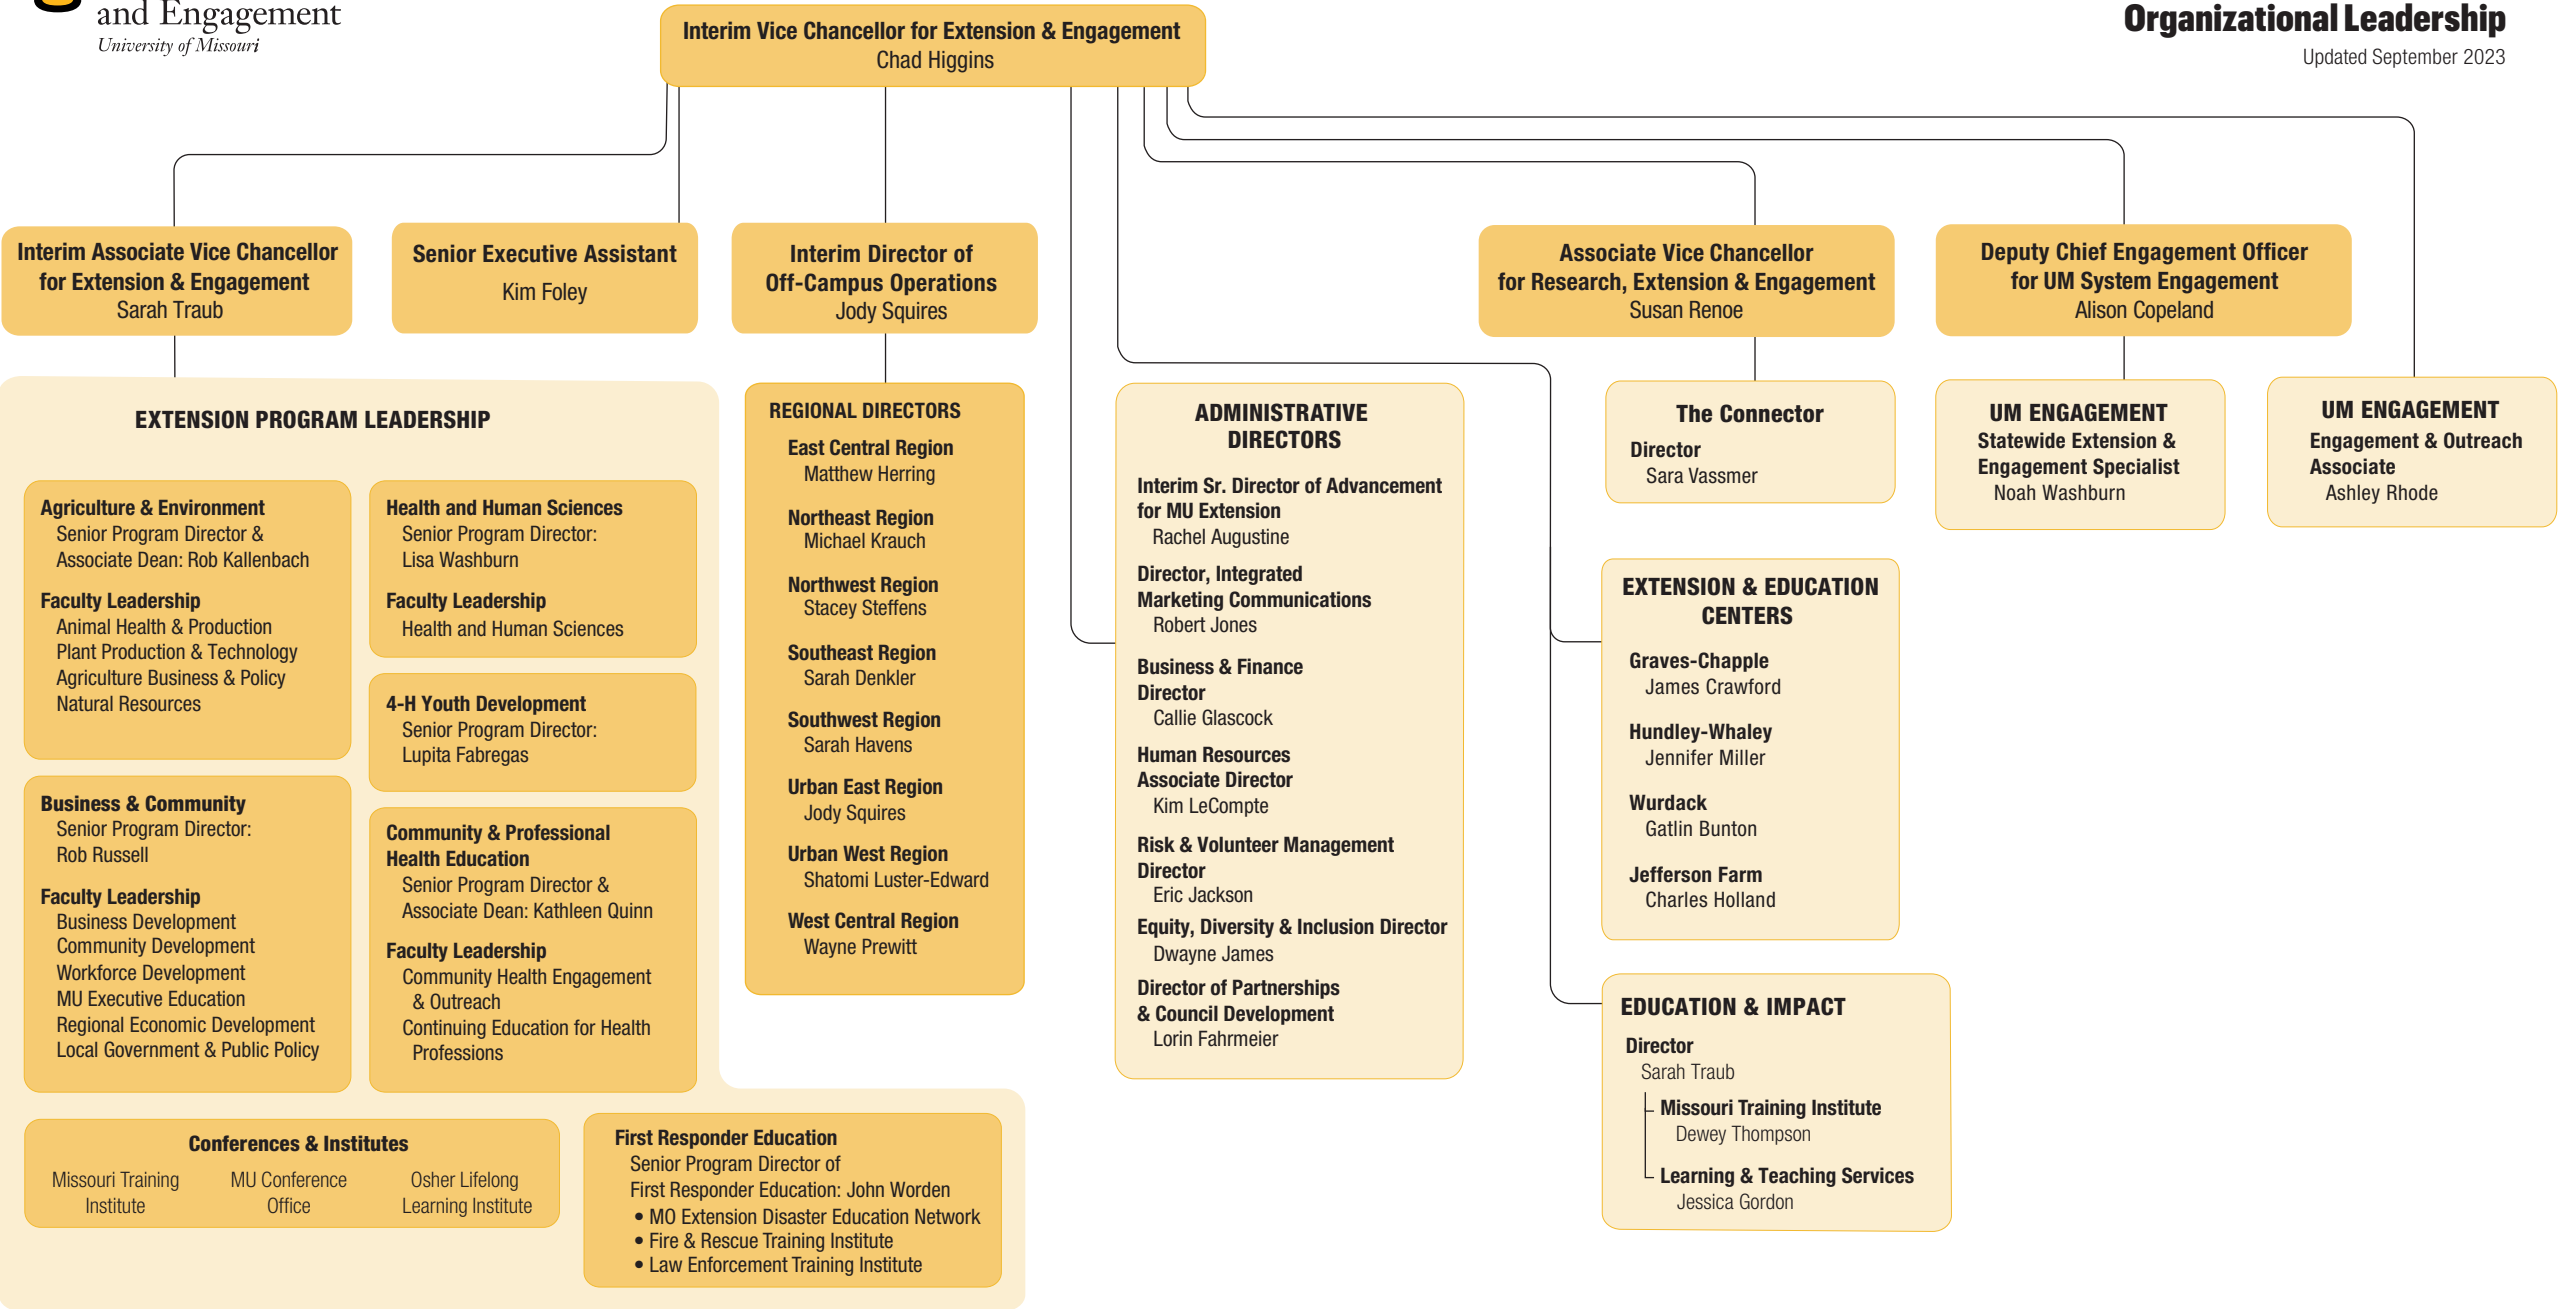 and Engagement
University of Missouri
Organizational Leadership
Updated September 2023
Interim Vice Chancellor for Extension & Engagement
Chad Higgins
Interim Associate Vice Chancellor
for Extension & Engagement
Sarah Traub
Senior Executive Assistant
Kim Foley
Interim Director of
Off-Campus Operations
Jody Squires
Associate Vice Chancellor
for Research, Extension & Engagement
Susan Renoe
Deputy Chief Engagement Officer
for UM System Engagement
Alison Copeland
EXTENSION PROGRAM LEADERSHIP
Agriculture & Environment
Senior Program Director &
Associate Dean: Rob Kallenbach
Faculty Leadership
Animal Health & Production
Plant Production & Technology
Agriculture Business & Policy
Natural Resources
Business & Community
Senior Program Director:
Rob Russell
Faculty Leadership
Business Development
Community Development
Workforce Development
MU Executive Education
Regional Economic Development
Local Government & Public Policy
Health and Human Sciences
Senior Program Director:
Lisa Washburn
Faculty Leadership
Health and Human Sciences
4-H Youth Development
Senior Program Director:
Lupita Fabregas
Community & Professional
Health Education
Senior Program Director &
Associate Dean: Kathleen Quinn
Faculty Leadership
Community Health Engagement
& Outreach
Continuing Education for Health
Professions
Conferences & Institutes
Missouri Training
Institute
MU Conference
Office
Osher Lifelong
Learning Institute
First Responder Education
Senior Program Director of
First Responder Education: John Worden
• MO Extension Disaster Education Network
• Fire & Rescue Training Institute
• Law Enforcement Training Institute
REGIONAL DIRECTORS
East Central Region
Matthew Herring
Northeast Region
Michael Krauch
Northwest Region
Stacey Steffens
Southeast Region
Sarah Denkler
Southwest Region
Sarah Havens
Urban East Region
Jody Squires
Urban West Region
Shatomi Luster-Edward
West Central Region
Wayne Prewitt
ADMINISTRATIVE
DIRECTORS
Interim Sr. Director of Advancement
for MU Extension
Rachel Augustine
Director, Integrated
Marketing Communications
Robert Jones
Business & Finance
Director
Callie Glascock
Human Resources
Associate Director
Kim LeCompte
Risk & Volunteer Management
Director
Eric Jackson
Equity, Diversity & Inclusion Director
Dwayne James
Director of Partnerships
& Council Development
Lorin Fahrmeier
The Connector
Director
Sara Vassmer
UM ENGAGEMENT
Statewide Extension &
Engagement Specialist
Noah Washburn
UM ENGAGEMENT
Engagement & Outreach
Associate
Ashley Rhode
EXTENSION & EDUCATION
CENTERS
Graves-Chapple
James Crawford
Hundley-Whaley
Jennifer Miller
Wurdack
Gatlin Bunton
Jefferson Farm
Charles Holland
EDUCATION & IMPACT
Director
Sarah Traub
Missouri Training Institute
Dewey Thompson
Learning & Teaching Services
Jessica Gordon